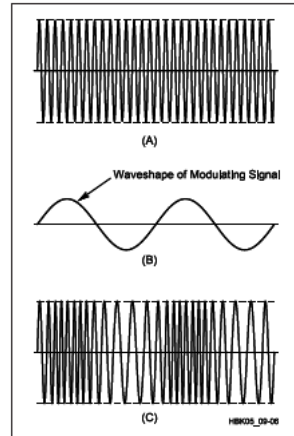 (A)
Waveshape of Modulating Signal
(B)
(C)
HBK05_09-06